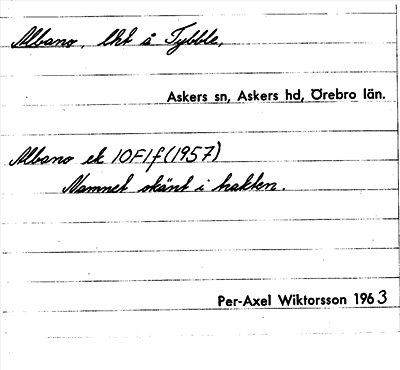 Albano, lht å Tybble,
Askers sn, Askers hd, Örebro län.
Albano ek 10F1f (1957)
Namnet okänt i trakten.
Per-Axel Wiktorsson 1963